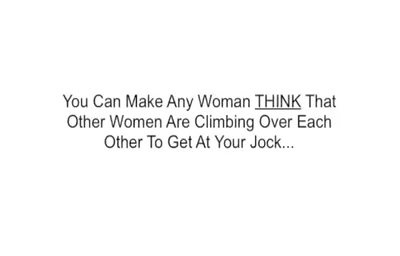 You Can Make Any Woman THINK That
Other Women Are Climbing Over Each
Other To Get At Your Jock...